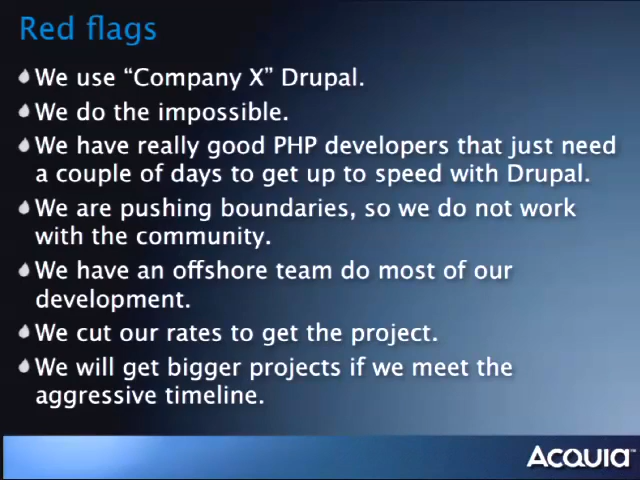 Red flags
We use “Company X” Drupal.
We do the impossible.
We have really good PHP developers that just need
a couple of days to get up to speed with Drupal.
We are pushing boundaries, so we do not work
with the community.
We have an offshore team do most of our
development.
We cut our rates to get the project.
We will get bigger projects if we meet the
aggressive timeline.
ACQUIA™